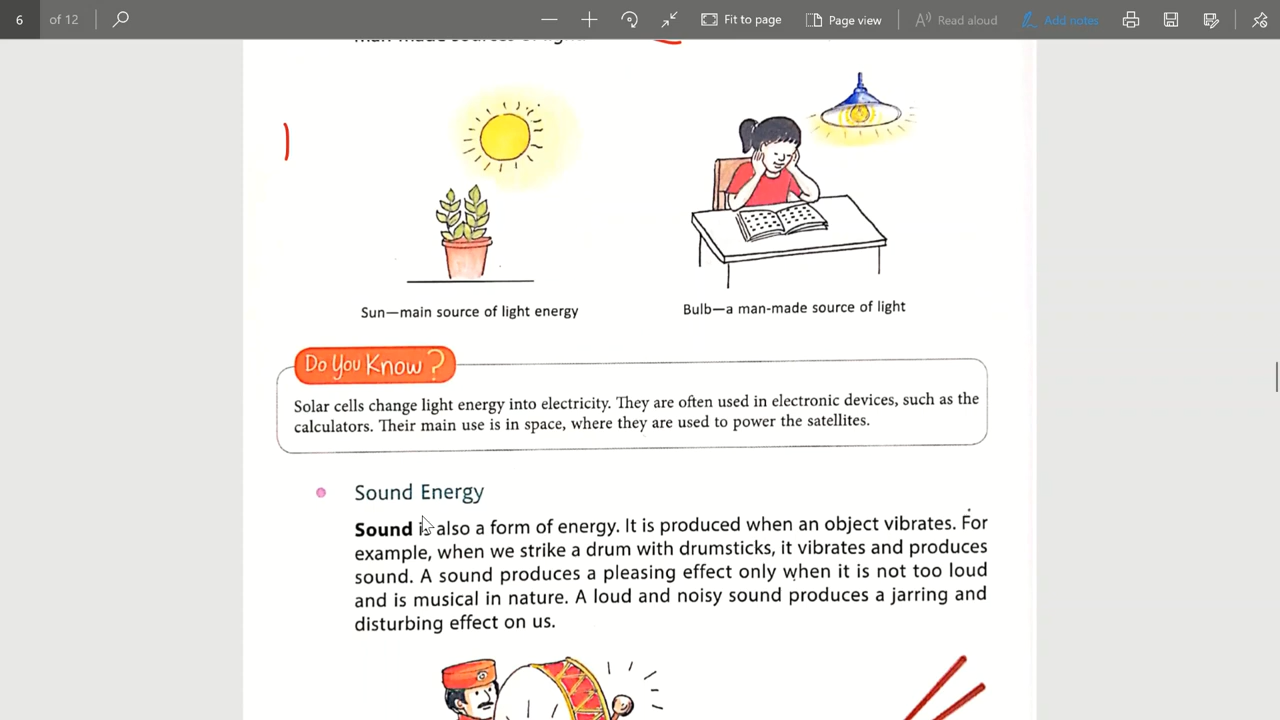 6 of 12 Fit to page Page view Read aloud Add notes
Sun—main source of light energy
Bulb—a man-made source of light
Do You Know?
Solar cells change light energy into electricity. They are often used in electronic devices, such as the
calculators. Their main use is in space, where they are used to power the satellites.
Sound Energy
Sound is also a form of energy. It is produced when an object vibrates. For
example, when we strike a drum with drumsticks, it vibrates and produces
sound. A sound produces a pleasing effect only when it is not too loud
and is musical in nature. A loud and noisy sound produces a jarring and
disturbing effect on us.